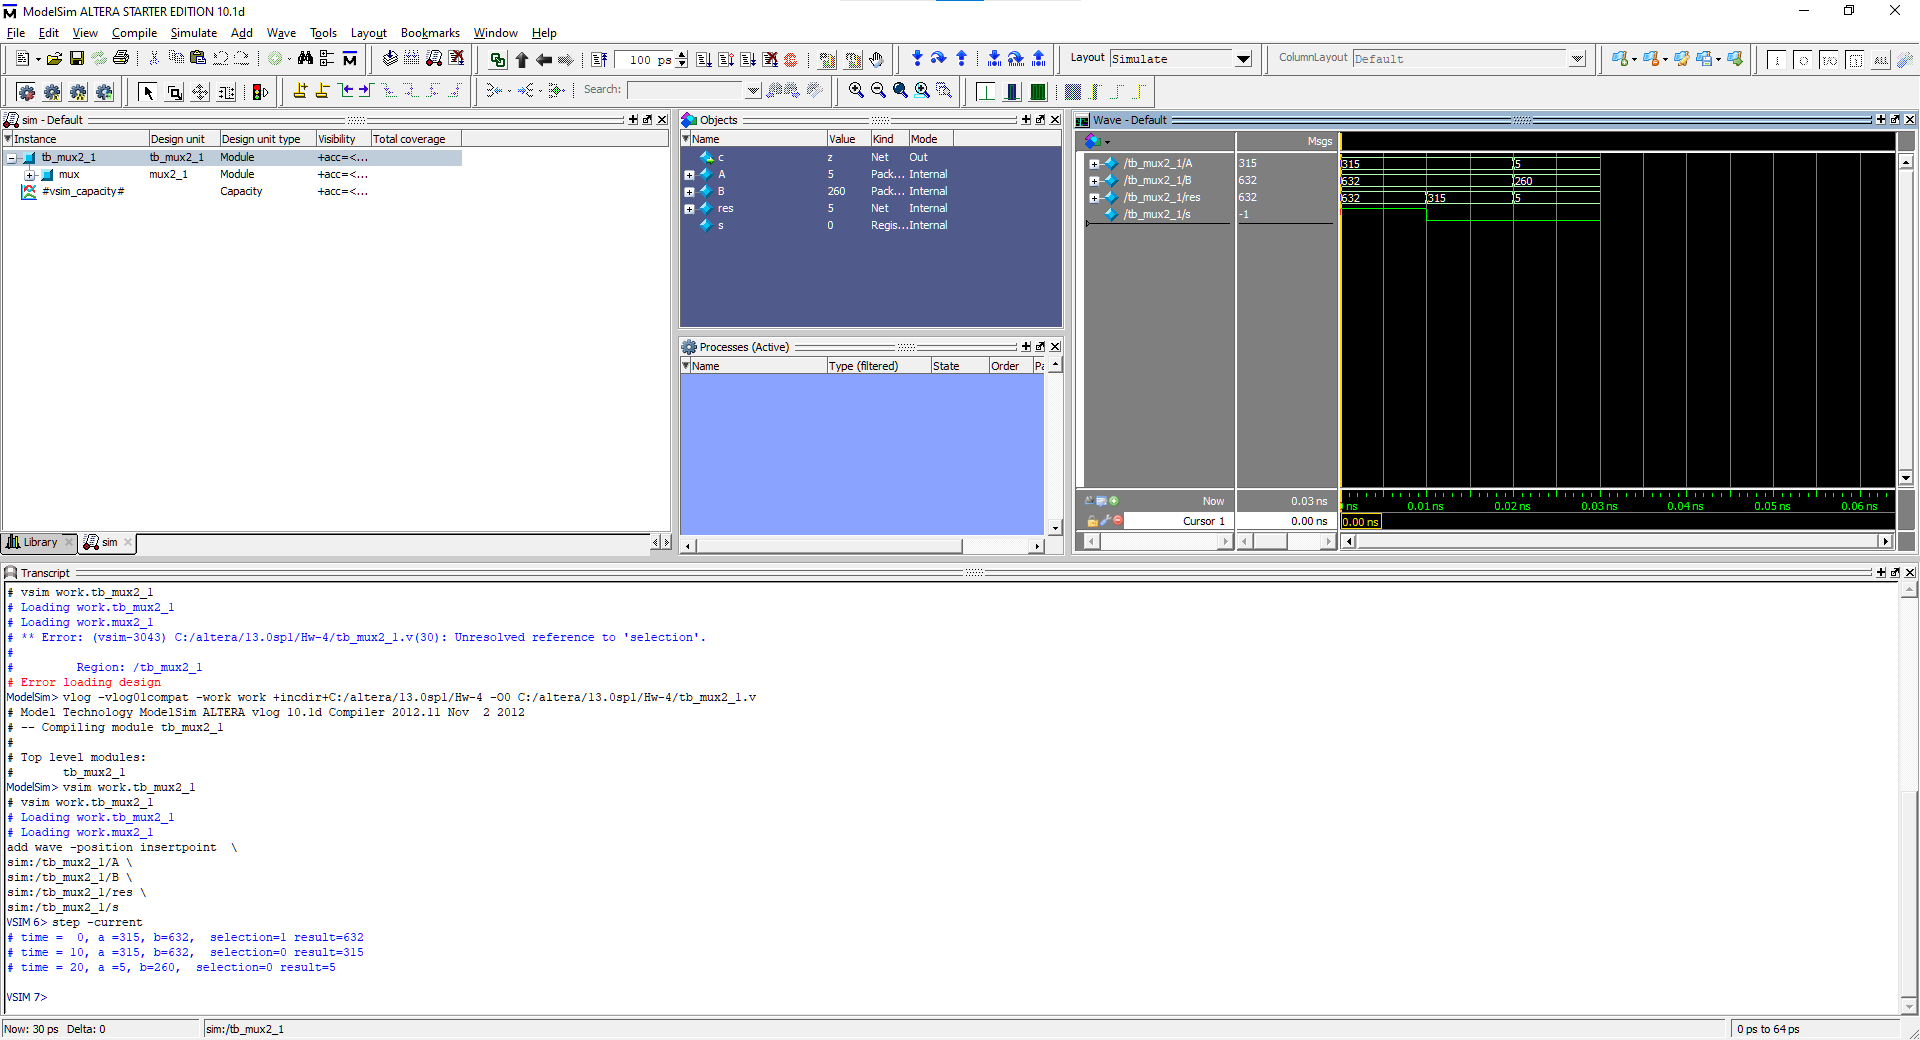 ModelSim ALTERA STARTER EDITION 10.1d
File Edit View Compile Simulate Add Wave Tools Layout Bookmarks Window Help
100 ps
Layout Simulate
ColumnLayout Default
Search:
sim - Default
Instance Design unit Design unit type Visibility Total coverage
tb_mux2_1 tb_mux2_1 Module +acc=<...
mux mux2_1 Module +acc=<...
#vsim_capacity# Capacity +acc=<...
Library sim
Objects
Name Value Kind Mode
c z Net Out
A 5 Pack... Internal
B 260 Pack... Internal
res 5 Net Internal
s 0 Regis... Internal
Processes (Active)
Name Type (filtered) State Order Pa
Wave - Default
Msgs
/tb_mux2_1/A 315 315 5
/tb_mux2_1/B 632 632 260
/tb_mux2_1/res 632 632 315 5
/tb_mux2_1/s -1
Now 0.03 ns ns 0.01 ns 0.02 ns 0.03 ns 0.04 ns 0.05 ns 0.06 ns
Cursor 1 0.00 ns 0.00 ns
Transcript
# vsim work.tb_mux2_1
# Loading work.tb_mux2_1
# Loading work.mux2_1
# ** Error: (vsim-3043) C:/altera/13.0sp1/Hw-4/tb_mux2_1.v(30): Unresolved reference to 'selection'.
#
# Region: /tb_mux2_1
# Error loading design
ModelSim> vlog -vlog01compat -work work +incdir+C:/altera/13.0sp1/Hw-4 -O0 C:/altera/13.0sp1/Hw-4/tb_mux2_1.v
# Model Technology ModelSim ALTERA vlog 10.1d Compiler 2012.11 Nov 2 2012
# -- Compiling module tb_mux2_1
#
# Top level modules:
# tb_mux2_1
ModelSim> vsim work.tb_mux2_1
# vsim work.tb_mux2_1
# Loading work.tb_mux2_1
# Loading work.mux2_1
add wave -position insertpoint \
sim:/tb_mux2_1/A \
sim:/tb_mux2_1/B \
sim:/tb_mux2_1/res \
sim:/tb_mux2_1/s
VSIM 6> step -current
# time = 0, a =315, b=632, selection=1 result=632
# time = 10, a =315, b=632, selection=0 result=315
# time = 20, a =5, b=260, selection=0 result=5
VSIM 7>
Now: 30 ps Delta: 0
sim:/tb_mux2_1
0 ps to 64 ps